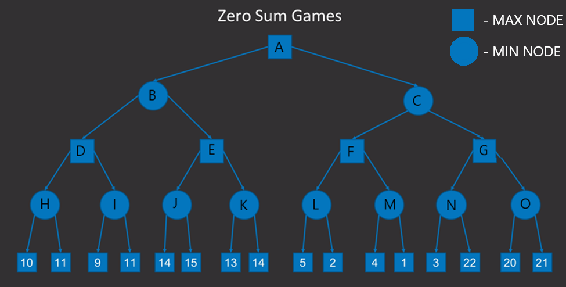 Zero Sum Games
- MAX NODE
- MIN NODE
A
B
C
D
E
F
G
H
I
J
K
L
M
N
O
10
11
9
11
14
15
13
14
5
2
4
1
3
22
20
21